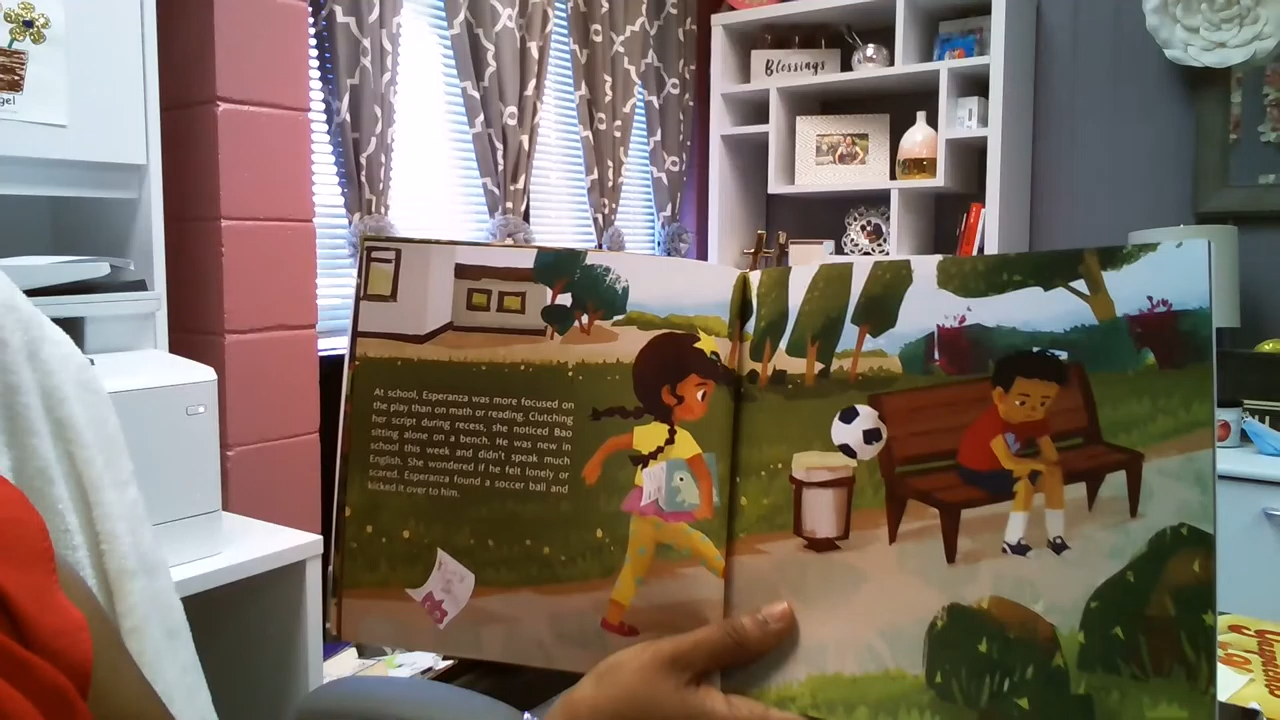 gel
Blessings
At school, Esperanza was more focused on
the play than on math or reading. Clutching
her script during recess, she noticed Bao
sitting alone on a bench. He was new in
school this week and didn't speak much
English. She wondered if he felt lonely or
scared. Esperanza found a soccer ball and
kicked it over to him.